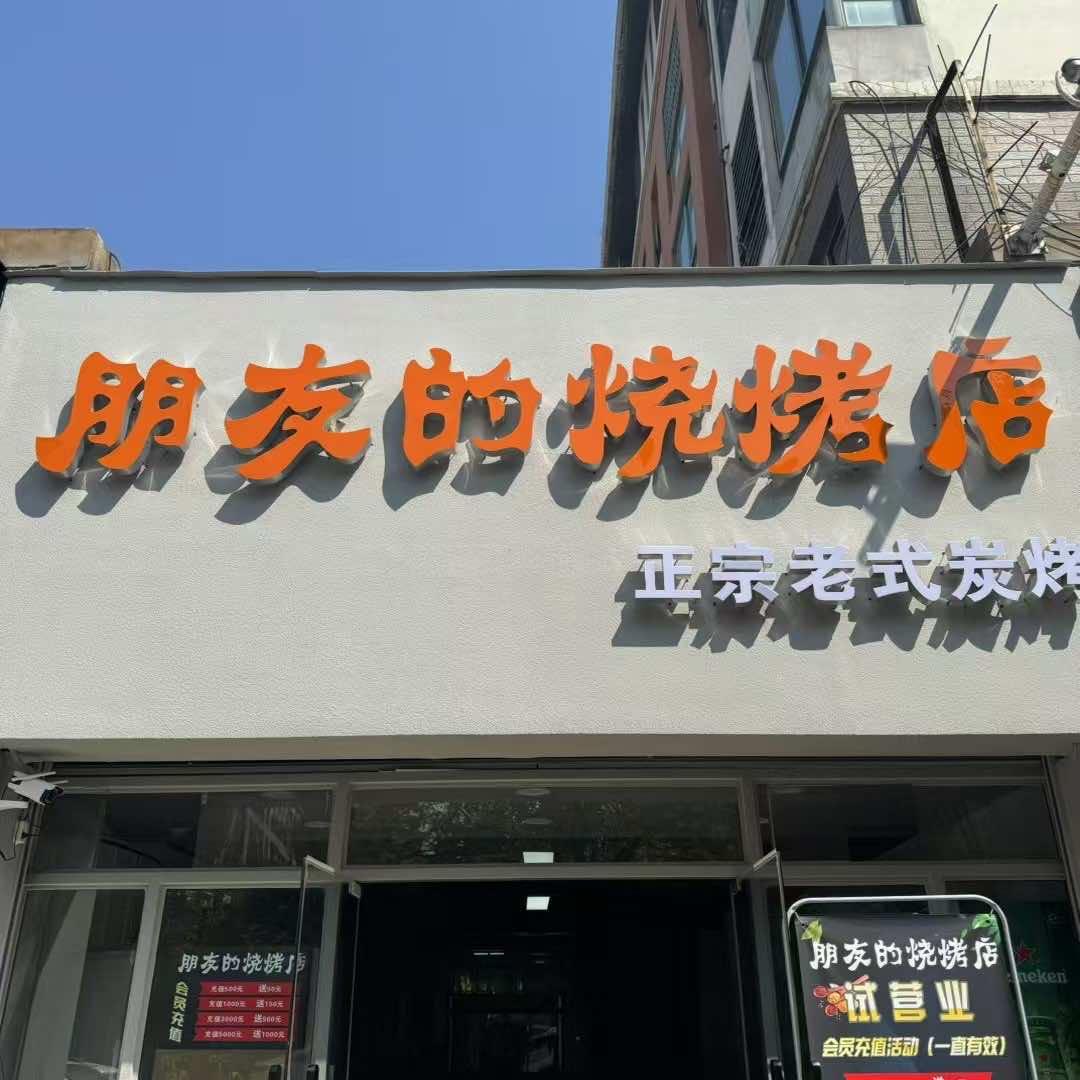 朋友的烧烤店
正宗老式炭烤
朋友的烧烤店
会员充值
充值500元 送50元
充值1000元 送150元
充值3000元 送500元
充值5000元 送1000元
朋友的烧烤店
试营业
会员充值活动（一直有效）
neken